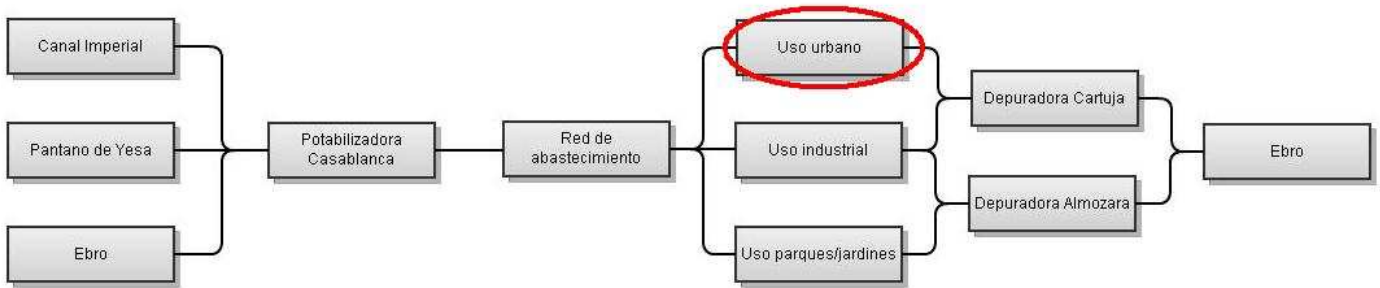 Canal Imperial
Pantano de Yesa
Ebro
Potabilizadora
Casablanca
Red de
abastecimiento
Uso urbano
Uso industrial
Uso parques/jardines
Depuradora Cartuja
Depuradora Almozara
Ebro